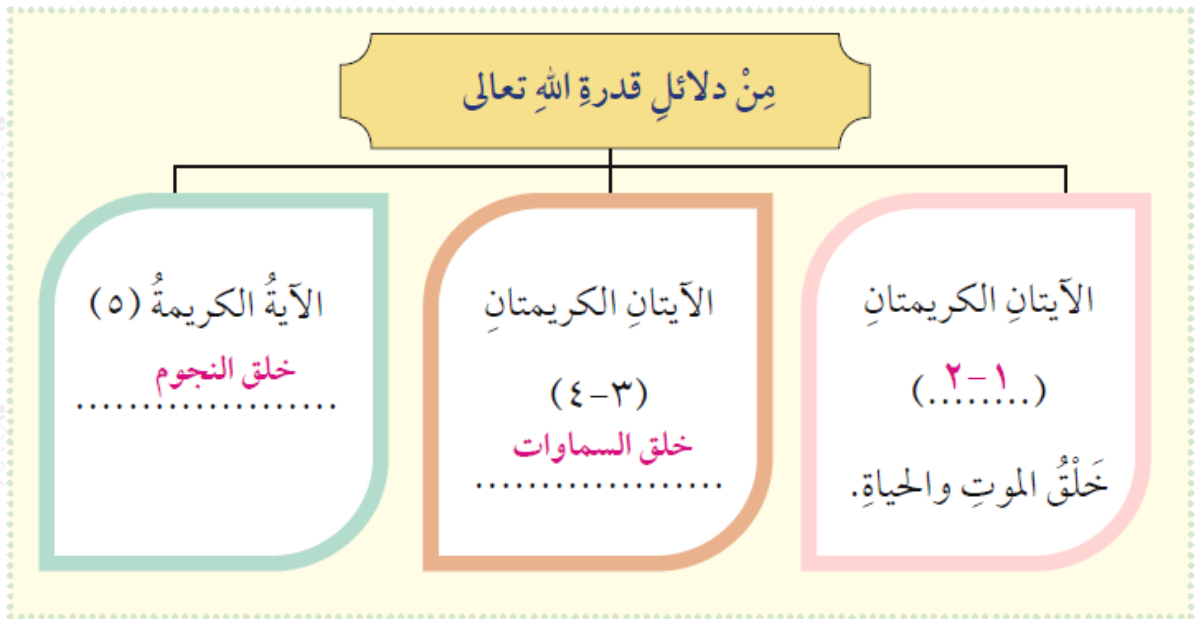 مِنْ دلائلِ قدرةِ اللهِ تعالى
الآيتانِ الكريمتانِ
(........١-٢)
خَلْقُ الموتِ والحياةِ.
الآيتانِ الكريمتانِ
(٣-٤)
خلق السماوات
...................
الآيةُ الكريمةُ (٥)
خلق النجوم
....................